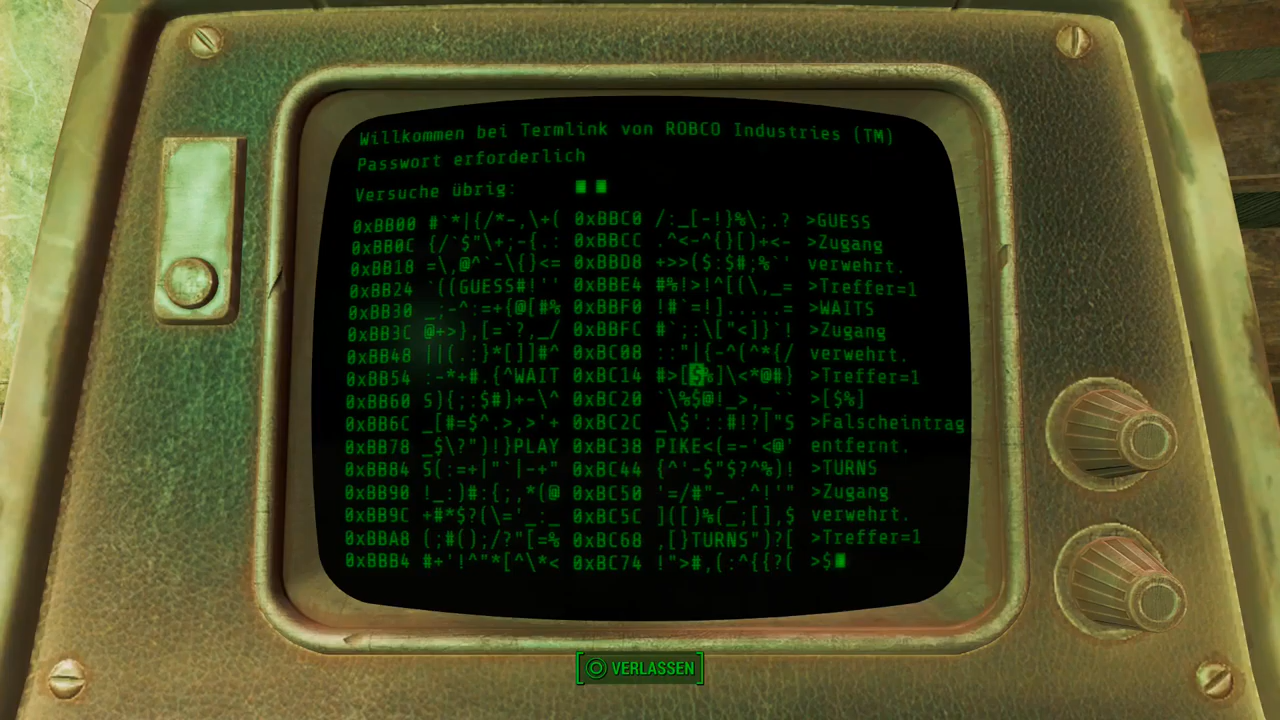 Willkommen bei Termlink von ROBCO Industries (TM)
Passwort erforderlich
Versuche übrig:
0xBB00 #`*|{/*-,\+( 0xBBC0 /:_[-!}%\;.? >GUESS
0xBB0C {/`$"\+;-{.: 0xBBCC .^<-^{}[)+<- >Zugang
0xBB18 =\,@^`-\{}<= 0xBBD8 +>>($:$#;%`' verwehrt.
0xBB24 `((GUESS#!'' 0xBBE4 #%!>!^[(\,_= >Treffer=1
0xBB30 _;-^:=+{@[#% 0xBBF0 !#`=!].....= >WAITS
0xBB3C @+>},[=`?,_/ 0xBBFC #`;:\["<]}`! >Zugang
0xBB48 ||(.:}*[]]#^ 0xBC08 ::"|{-^(^*{/ verwehrt.
0xBB54 :-*+#.{^WAIT 0xBC14 #>[$%]\<*@#} >Treffer=1
0xBB60 S){;:$#)+-\^ 0xBC20 `\%$@!_>,_`` >[$%]
0xBB6C _[#=$^.>,>'+ 0xBC2C _\$'::#!?|"S >Falscheintrag
0xBB78 _$\?")!}PLAY 0xBC38 PIKE<(=-'<@' entfernt.
0xBB84 S(:=+|"`|-+" 0xBC44 {^'-$"$?^%)! >TURNS
0xBB90 !_:)#:{;,*(@ 0xBC50 '=/#"-_.^!'" >Zugang
0xBB9C +#*$?(\='_:_ 0xBC5C ]([)%(_;[],$ verwehrt.
0xBBA8 (;#();/?"[=% 0xBC68 ,[}TURNS")?[ >Treffer=1
0xBBB4 #+'!^"*[^\*< 0xBC74 !">#,(:^{{?( >$
VERLASSEN